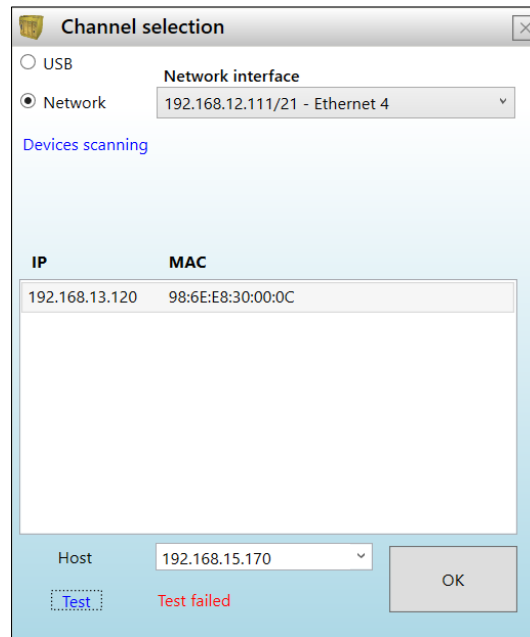 Channel selection
USB
Network interface
Network
192.168.12.111/21 - Ethernet 4
Devices scanning
IP MAC
192.168.13.120 98:6E:E8:30:00:0C
Host 192.168.15.170
OK
Test Test failed